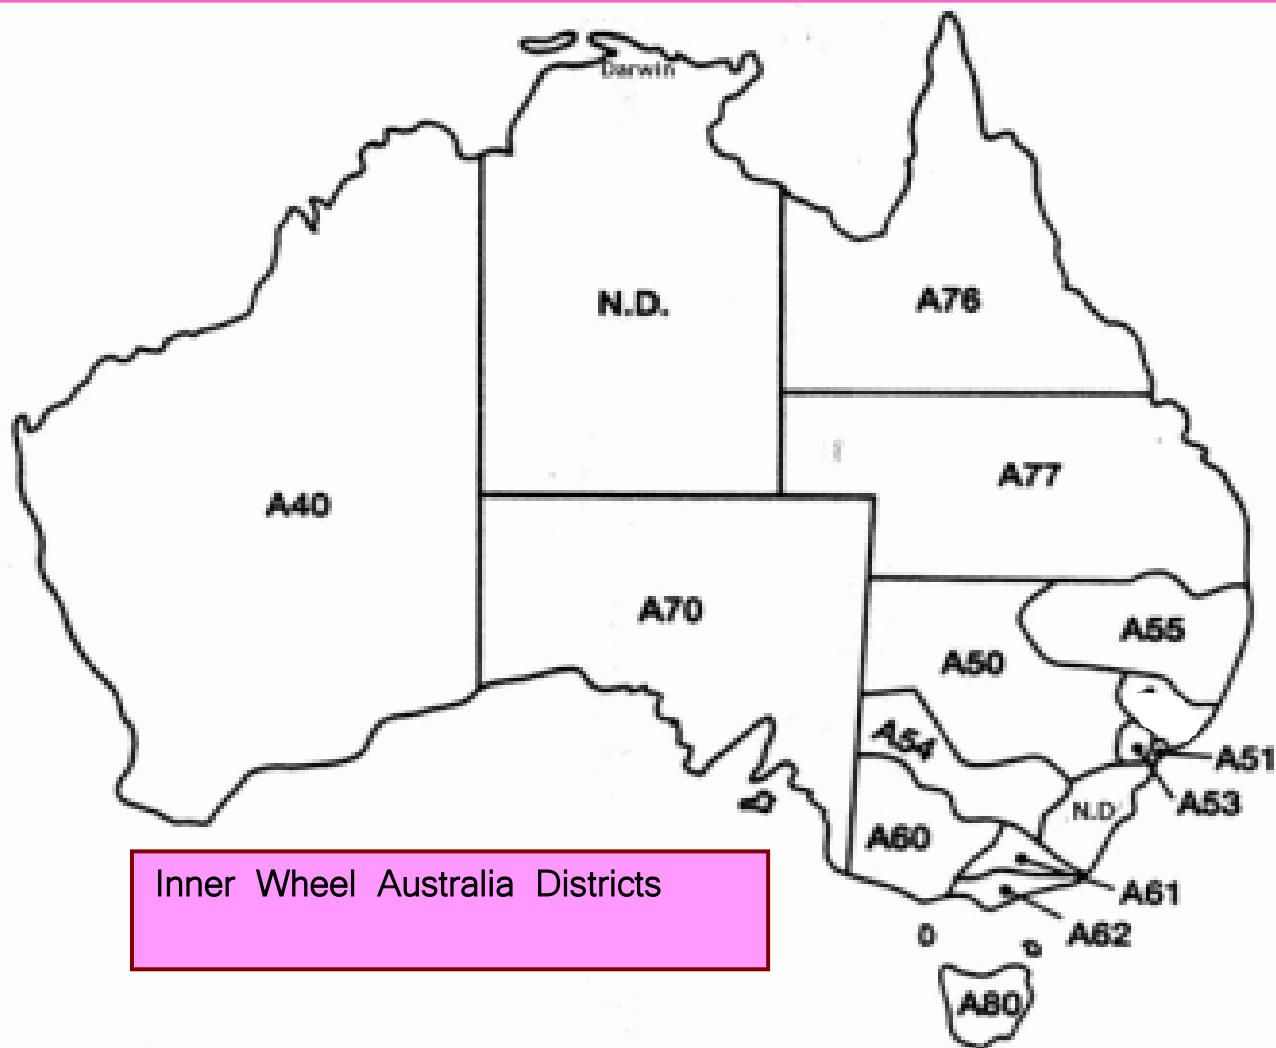 Darwin
N.D.
A76
A77
A40
A70
A55
A50
A54
A51
A53
N.D
A60
Inner Wheel Australia Districts
A61
A62
A80